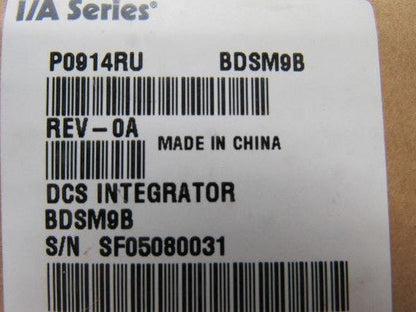 I/A Series®
P0914RU BDSM9B
REV-0A
MADE IN CHINA
DCS INTEGRATOR
BDSM9B
S/N SF05080031